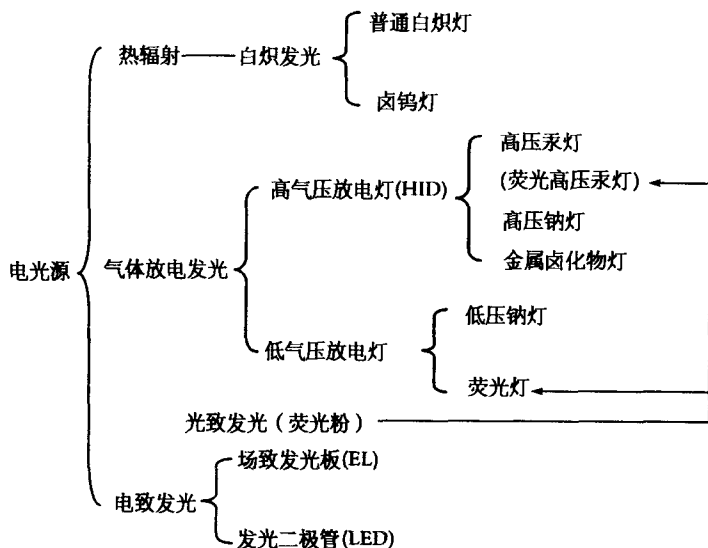 普通白炽灯
热辐射——白炽发光
卤钨灯
高压汞灯
高气压放电灯(HID)
(荧光高压汞灯)
高压钠灯
电光源
气体放电发光
金属卤化物灯
低压钠灯
低气压放电灯
荧光灯
光致发光（荧光粉）
场致发光板(EL)
电致发光
发光二极管(LED)